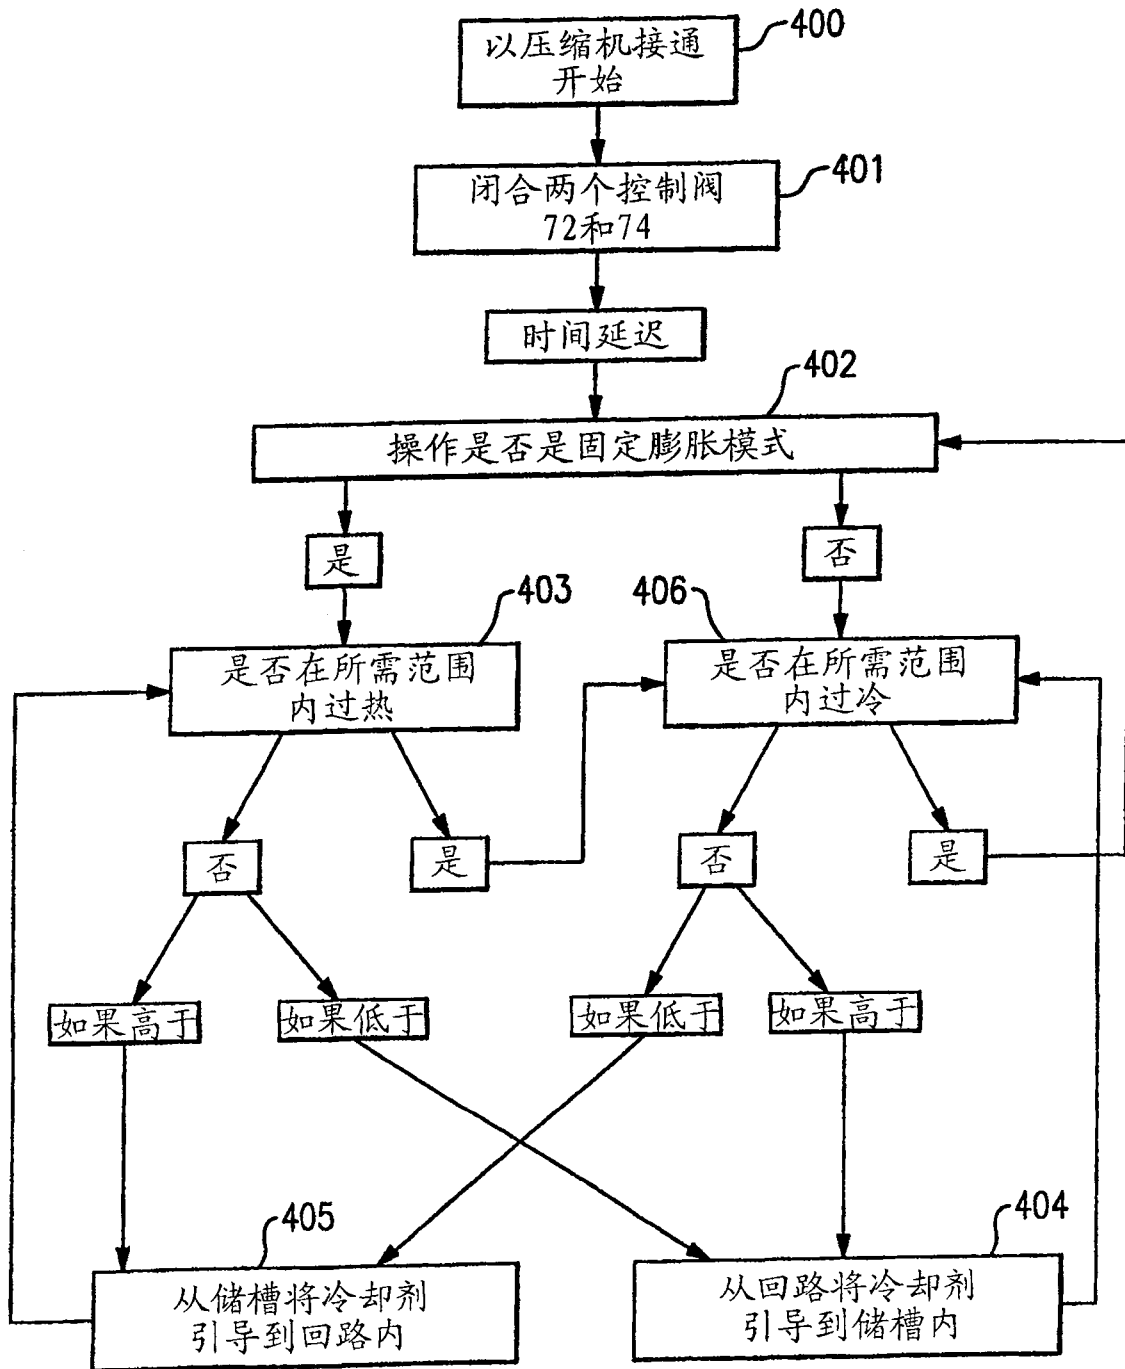 400
以压缩机接通
开始
401
闭合两个控制阀
72和74
时间延迟
402
操作是否是固定膨胀模式
是
否
403
是否在所需范围
内过热
406
是否在所需范围
内过冷
否
是
否
是
如果高于
如果低于
如果低于
如果高于
405
从储槽将冷却剂
引导到回路内
404
从回路将冷却剂
引导到储槽内